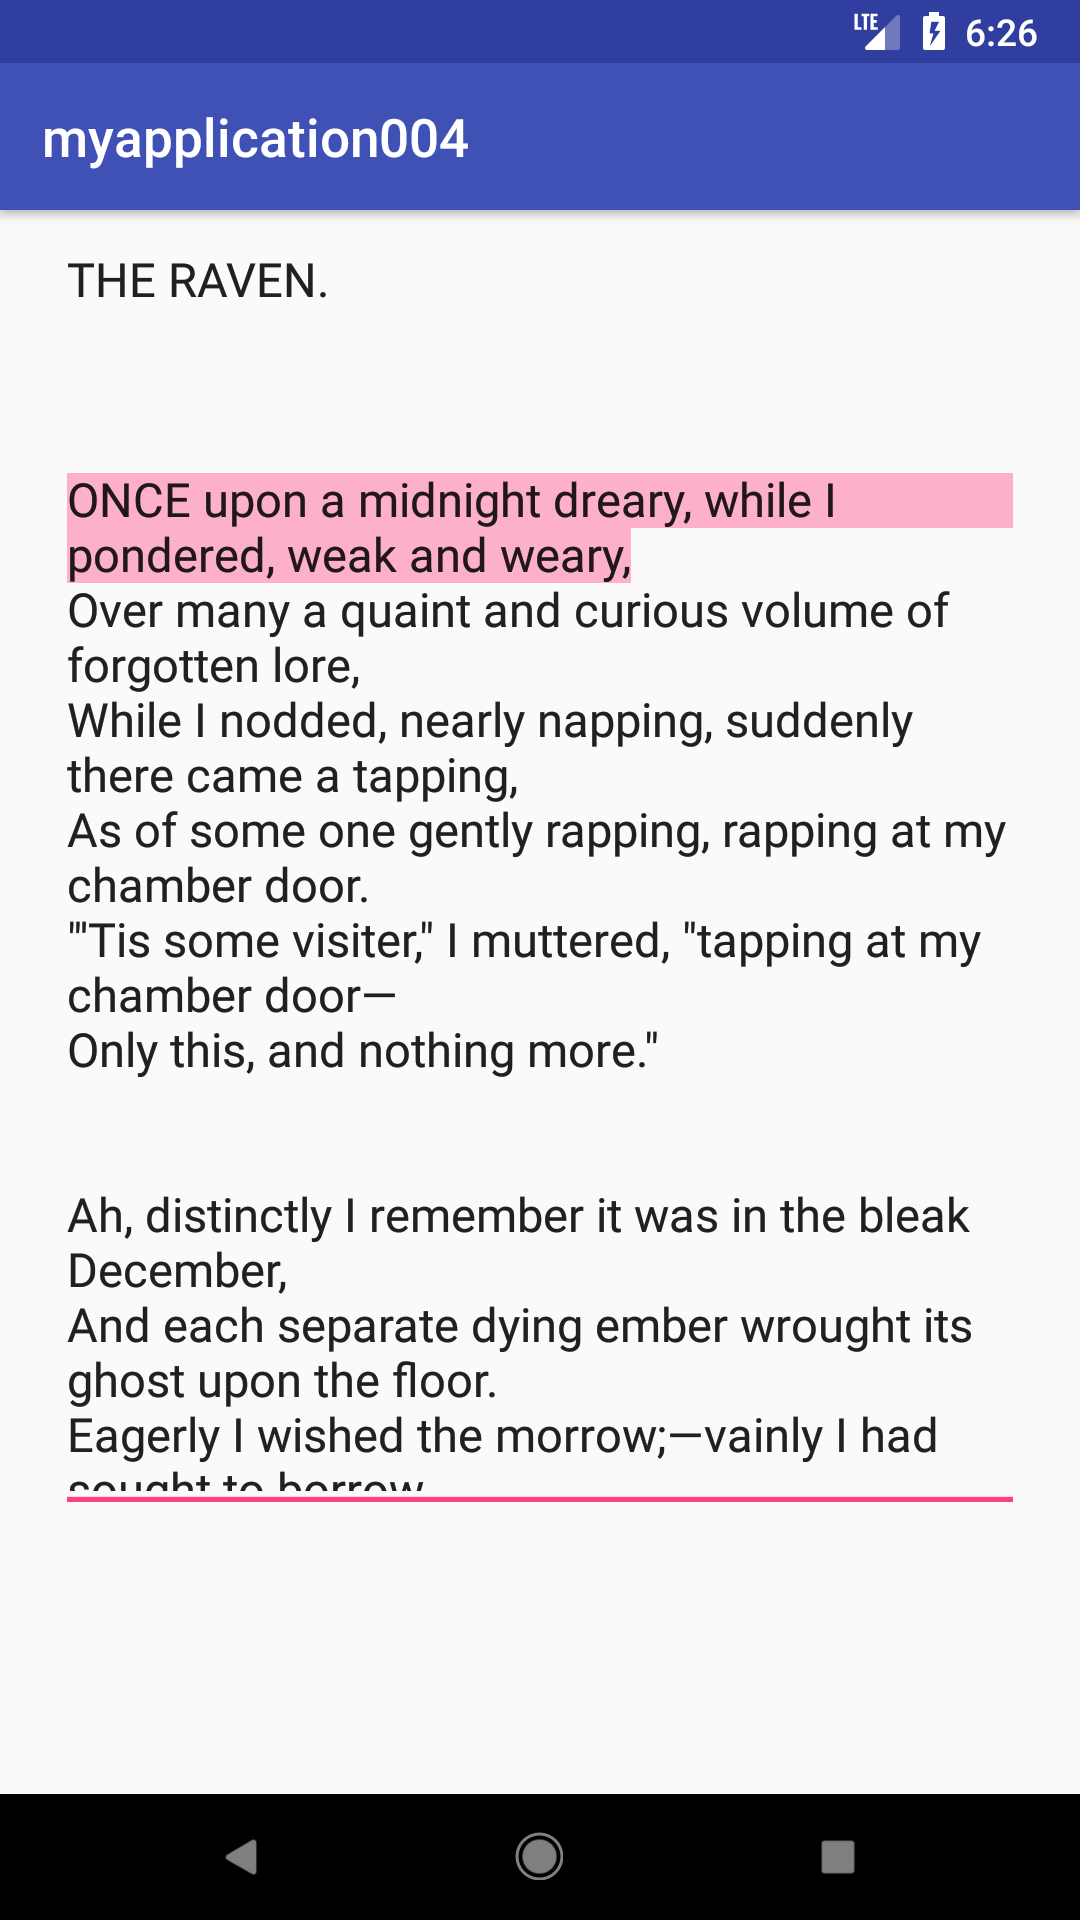 LTE 6:26
myapplication004
THE RAVEN.
ONCE upon a midnight dreary, while I
pondered, weak and weary,
Over many a quaint and curious volume of
forgotten lore,
While I nodded, nearly napping, suddenly
there came a tapping,
As of some one gently rapping, rapping at my
chamber door.
"'Tis some visiter," I muttered, "tapping at my
chamber door—
Only this, and nothing more."
Ah, distinctly I remember it was in the bleak
December,
And each separate dying ember wrought its
ghost upon the floor.
Eagerly I wished the morrow;—vainly I had
sought to borrow